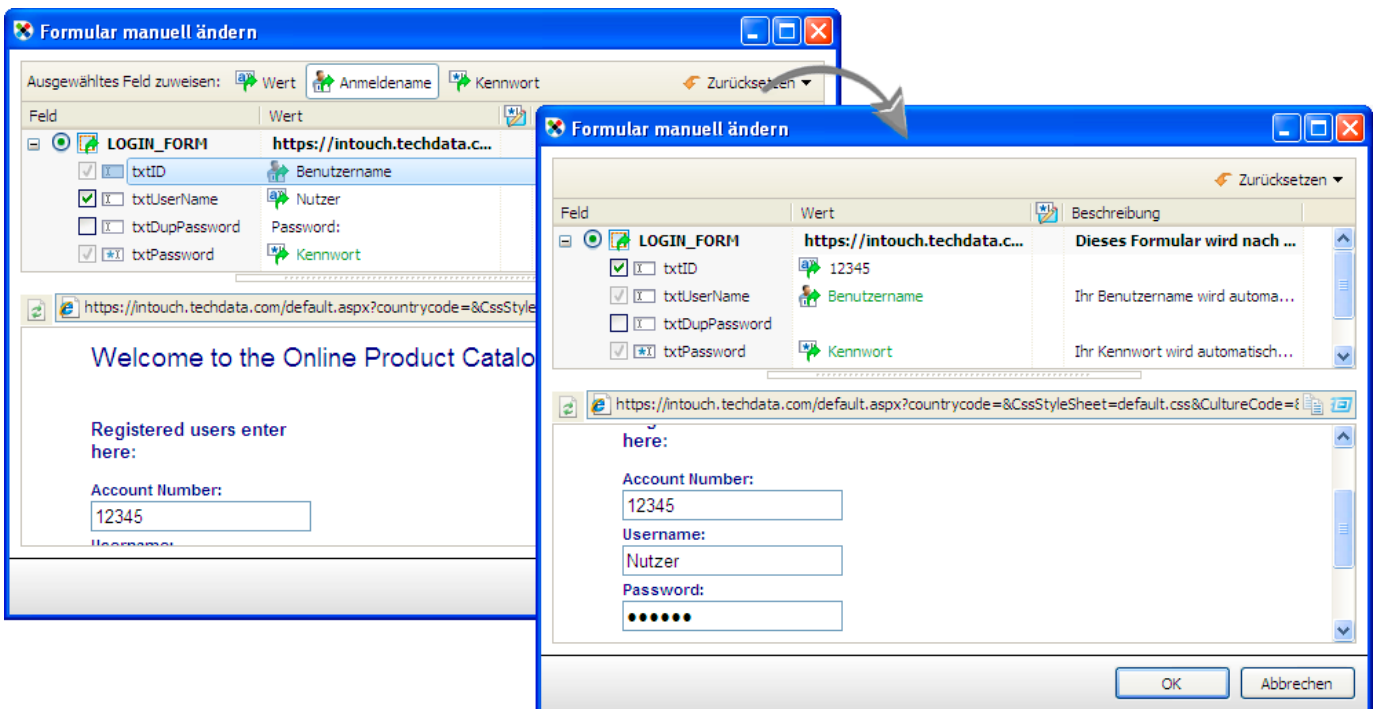 Formular manuell ändern
Ausgewähltes Feld zuweisen: Wert Anmeldename Kennwort Zurücksetzen
Feld Wert
LOGIN_FORM https://intouch.techdata.c...
txtID Benutzername
txtUserName Nutzer
txtDupPassword Password:
txtPassword Kennwort
https://intouch.techdata.com/default.aspx?countrycode=&CssStyle
Welcome to the Online Product Catalo
Registered users enter
here:
Account Number:
12345
Username:
Formular manuell ändern
Zurücksetzen
Feld Wert Beschreibung
LOGIN_FORM https://intouch.techdata.c... Dieses Formular wird nach ...
txtID 12345
txtUserName Benutzername Ihr Benutzername wird automa...
txtDupPassword
txtPassword Kennwort Ihr Kennwort wird automatisch...
https://intouch.techdata.com/default.aspx?countrycode=&CssStyleSheet=default.css&CultureCode=&
here:
Account Number:
12345
Username:
Nutzer
Password:
••••••
OK Abbrechen